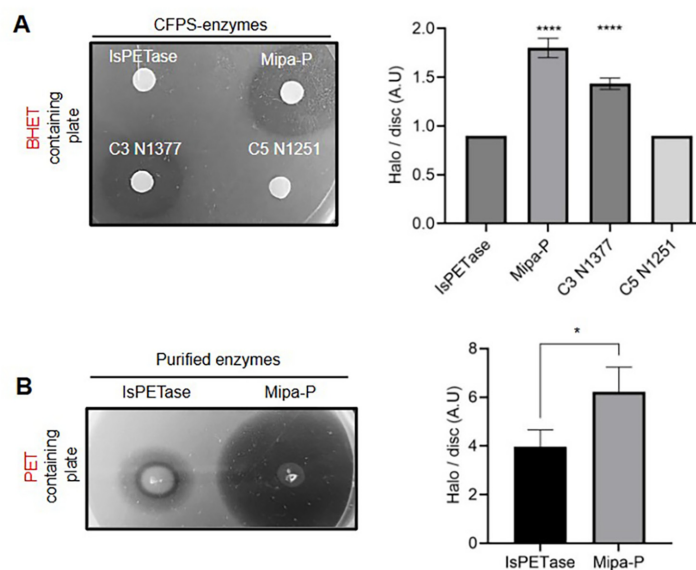 A
CFPS-enzymes
BHET
containing
plate
IsPETase
Mipa-P
C3 N1377
C5 N1251
Halo / disc (A.U)
2.0
1.5
1.0
0.5
0.0
****
****
IsPETase
Mipa-P
C3 N1377
C5 N1251
B
Purified enzymes
IsPETase
Mipa-P
PET
containing
plate
Halo / disc (A.U)
8
6
4
2
0
*
IsPETase
Mipa-P